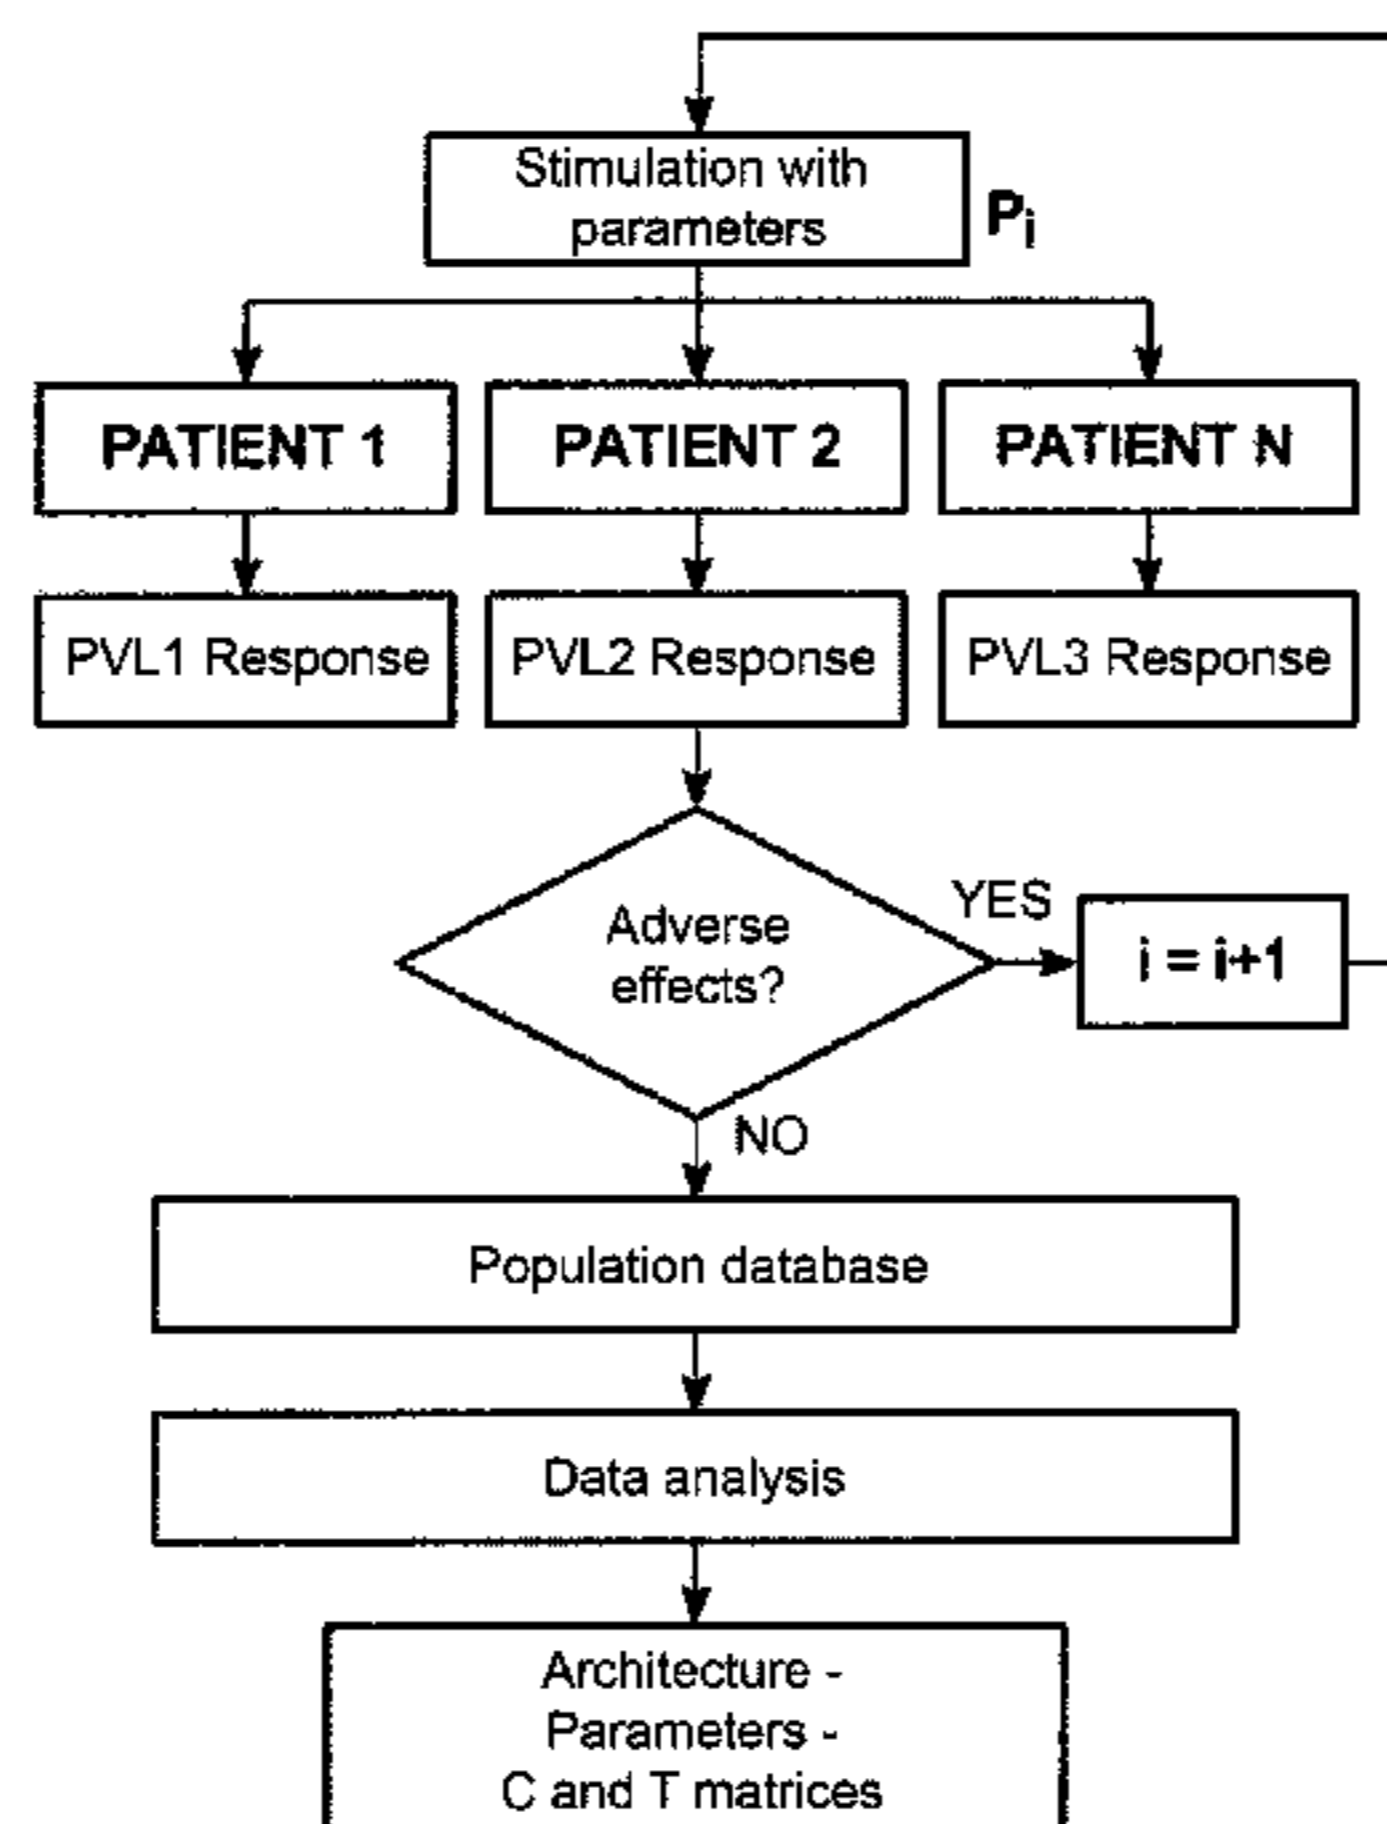 Stimulation with
parameters
Pi
PATIENT 1
PATIENT 2
PATIENT N
PVL1 Response
PVL2 Response
PVL3 Response
Adverse
effects?
YES
i = i+1
NO
Population database
Data analysis
Architecture -
Parameters -
C and T matrices